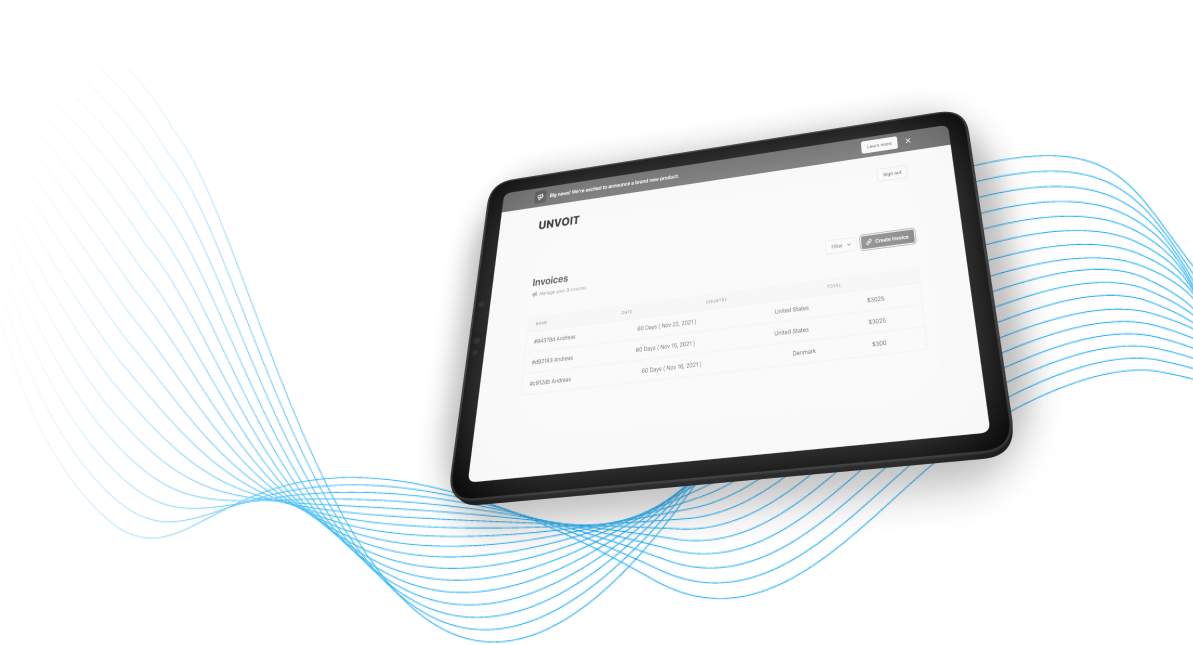 Big news! We're excited to announce a brand new product.
Learn more
Sign out
UNVOIT
Filter
Create Invoice
Invoices
Manage your 3 invoices
NAME DATE COUNTRY TOTAL
#94378d Andreas 60 Days ( Nov 22, 2021 ) United States $3025
#d92183 Andreas 60 Days ( Nov 16, 2021 ) United States $3025
#c912db Andreas 60 Days ( Nov 16, 2021 ) Denmark $300